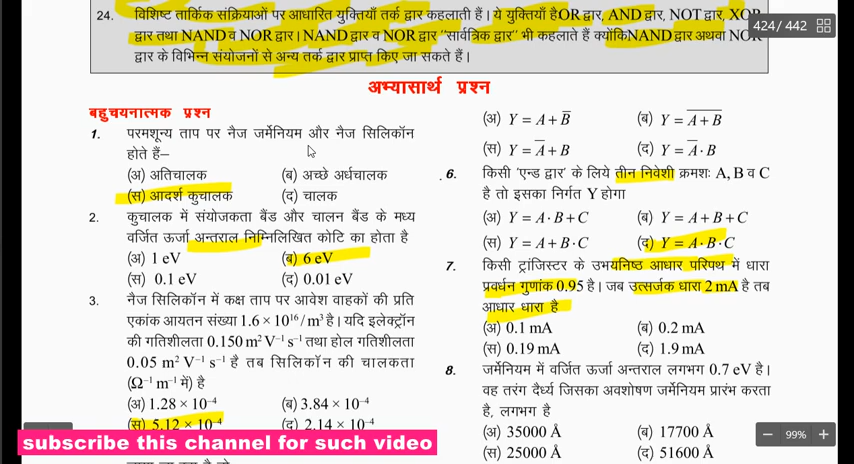 24. विशिष्ट तार्किक संक्रियाओं पर आधारित युक्तियाँ तर्क द्वार कहलाती हैं। ये युक्तियाँ हैOR द्वार, AND द्वार, NOT द्वार, XOR
द्वार तथा NAND व NOR द्वार। NAND द्वार व NOR द्वार "सार्वत्रिक द्वार" भी कहलाते हैं क्योंकिNAND द्वार अथवा NOR
द्वार के विभिन्न संयोजनों से अन्य तर्क द्वार प्राप्त किए जा सकते हैं।
424 / 442
अभ्यासार्थ प्रश्न
बहुचयनात्मक प्रश्न
1. परमशून्य ताप पर नैज जर्मेनियम और नैज सिलिकॉन
होते हैं–
(अ) अतिचालक (ब) अच्छे अर्धचालक
(स) आदर्श कुचालक (द) चालक
2. कुचालक में संयोजकता बैंड और चालन बैंड के मध्य
वर्जित ऊर्जा अन्तराल निम्निलिखित कोटि का होता है
(अ) 1 eV (ब) 6 eV
(स) 0.1 eV (द) 0.01 eV
3. नैज सिलिकॉन में कक्ष ताप पर आवेश वाहकों की प्रति
एकांक आयतन संख्या 1.6 × 10¹⁶/m³ है। यदि इलेक्ट्रॉन
की गतिशीलता 0.150 m² V⁻¹ s⁻¹ तथा होल गतिशीलता
0.05 m² V⁻¹ s⁻¹ है तब सिलिकॉन की चालकता
(Ω⁻¹ m⁻¹ में) है
(अ) 1.28 × 10⁻⁴ (ब) 3.84 × 10⁻⁴
(स) 5.12 × 10⁻⁴ (द) 2.14 × 10⁻⁴
(अ) Y = A + B̅ (ब) Y = A̅ ̅+̅ ̅B̅
(स) Y = A̅ + B (द) Y = A̅ · B
6. किसी 'एन्ड द्वार' के लिये तीन निवेशी क्रमशः A, B व C
है तो इसका निर्गत Y होगा
(अ) Y = A · B + C (ब) Y = A + B + C
(स) Y = A + B · C (द) Y = A · B · C
7. किसी ट्रांजिस्टर के उभयनिष्ठ आधार परिपथ में धारा
प्रवर्धन गुणांक 0.95 है। जब उत्सर्जक धारा 2 mA है तब
आधार धारा है
(अ) 0.1 mA (ब) 0.2 mA
(स) 0.19 mA (द) 1.9 mA
8. जर्मेनियम में वर्जित ऊर्जा अन्तराल लगभग 0.7 eV है।
वह तरंग दैर्ध्य जिसका अवशोषण जर्मेनियम प्रारंभ करता
है, लगभग है
(अ) 35000 Å (ब) 17700 Å
(स) 25000 Å (द) 51600 Å
99%
subscribe this channel for such video